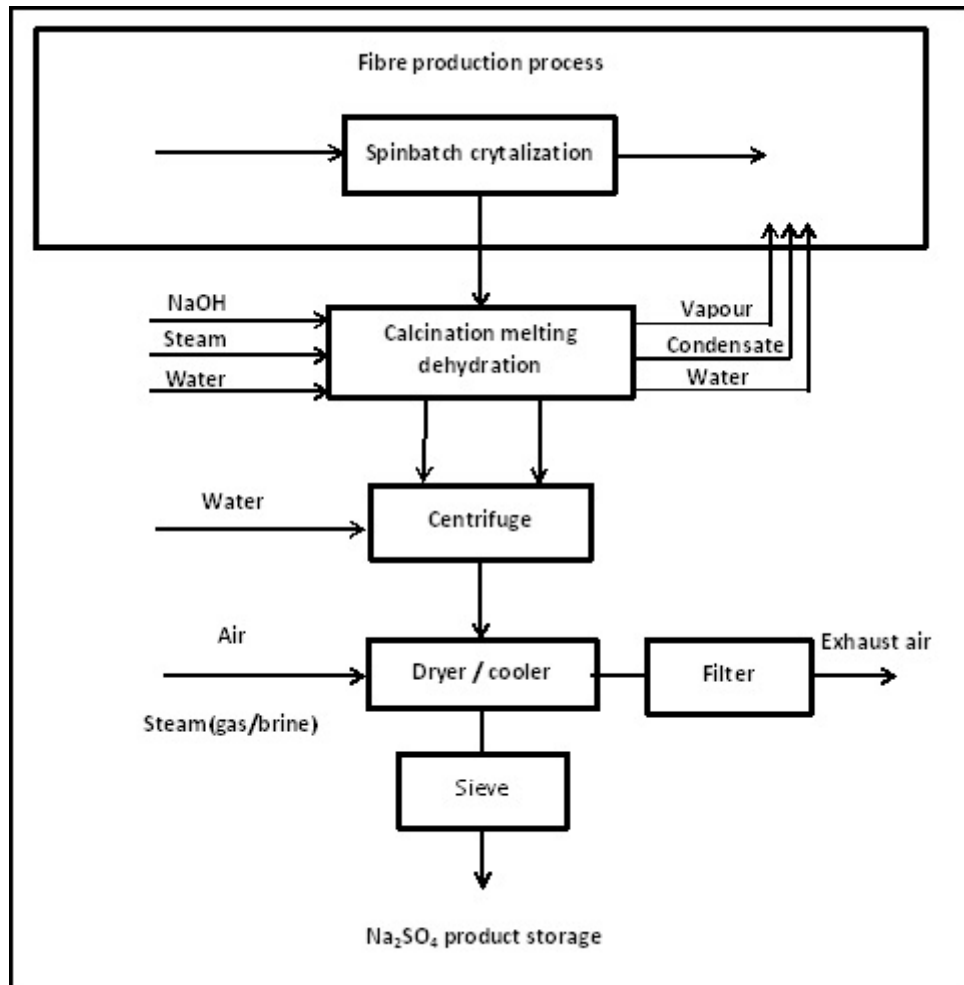 Fibre production process
Spinbatch crytalization
NaOH
Steam
Water
Calcination melting
dehydration
Vapour
Condensate
Water
Water
Centrifuge
Air
Steam(gas/brine)
Dryer / cooler
Filter
Exhaust air
Sieve
Na₂SO₄ product storage